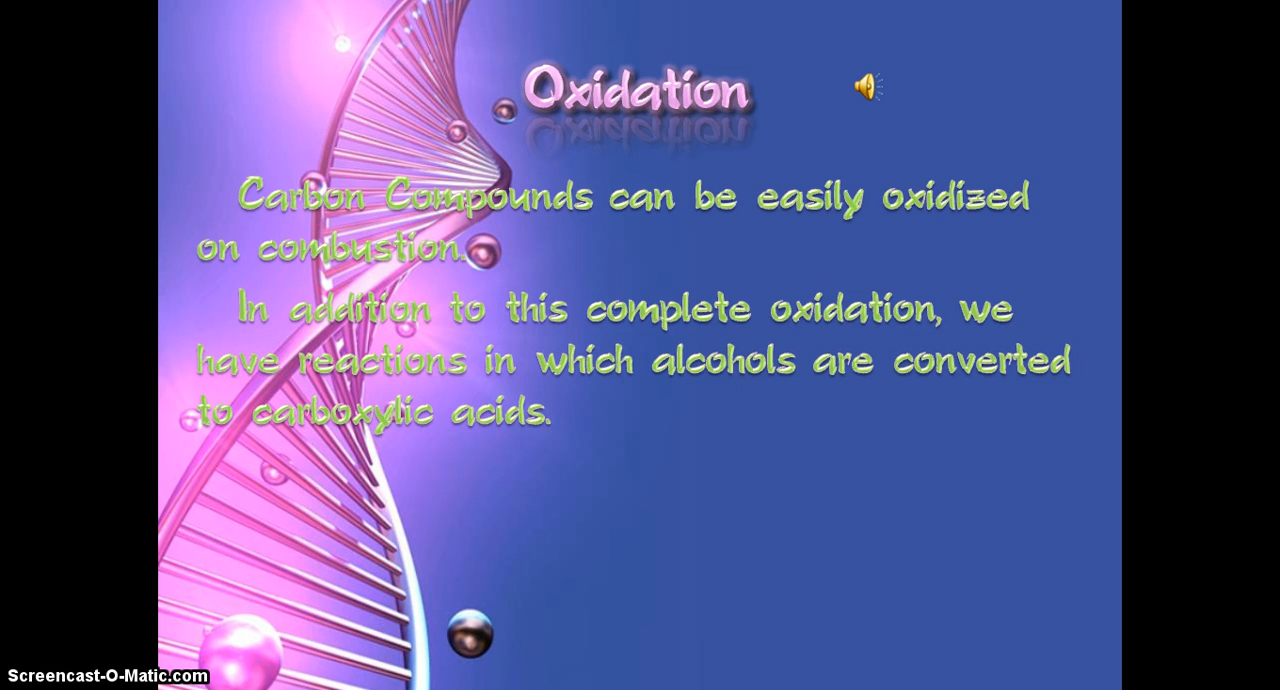 Oxidation
Carbon Compounds can be easily oxidized
on combustion.
In addition to this complete oxidation, we
have reactions in which alcohols are converted
to carboxylic acids.
Screencast-O-Matic.com